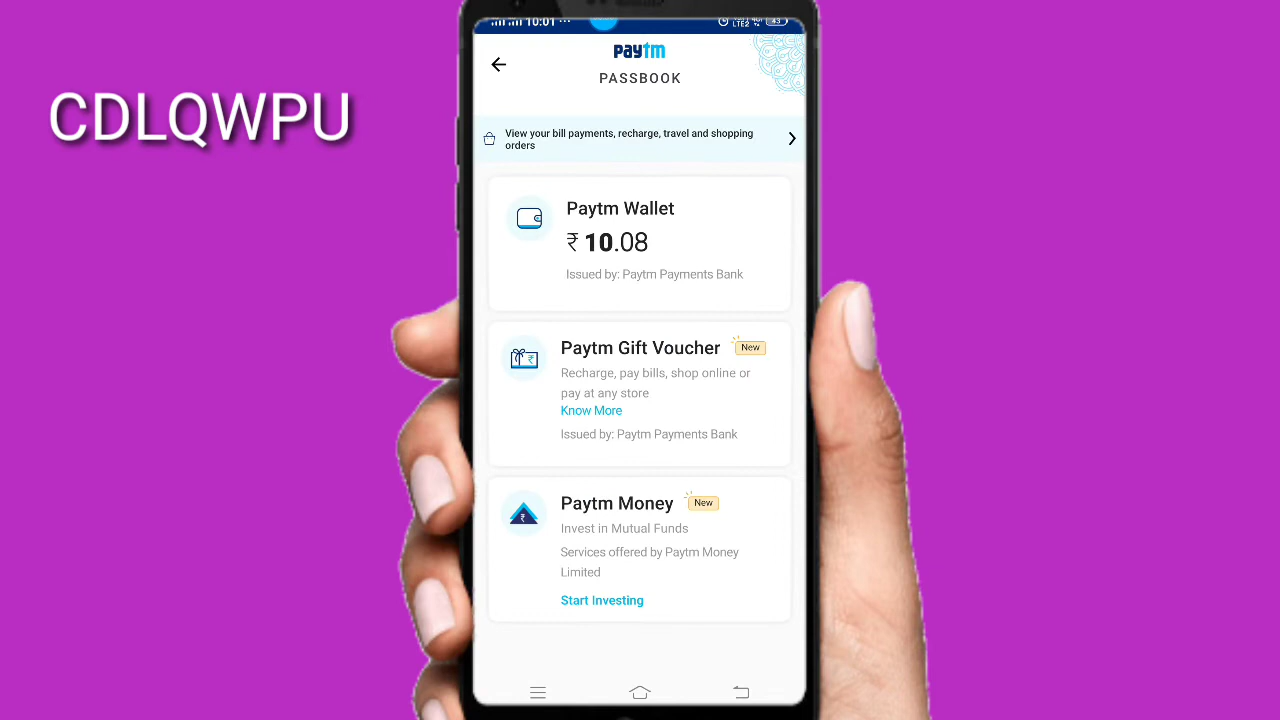 CDLQWPU
10:01 ...
LTE2 43
paytm
PASSBOOK
View your bill payments, recharge, travel and shopping
orders
Paytm Wallet
₹ 10.08
Issued by: Paytm Payments Bank
Paytm Gift Voucher New
Recharge, pay bills, shop online or
pay at any store
Know More
Issued by: Paytm Payments Bank
Paytm Money New
Invest in Mutual Funds
Services offered by Paytm Money
Limited
Start Investing